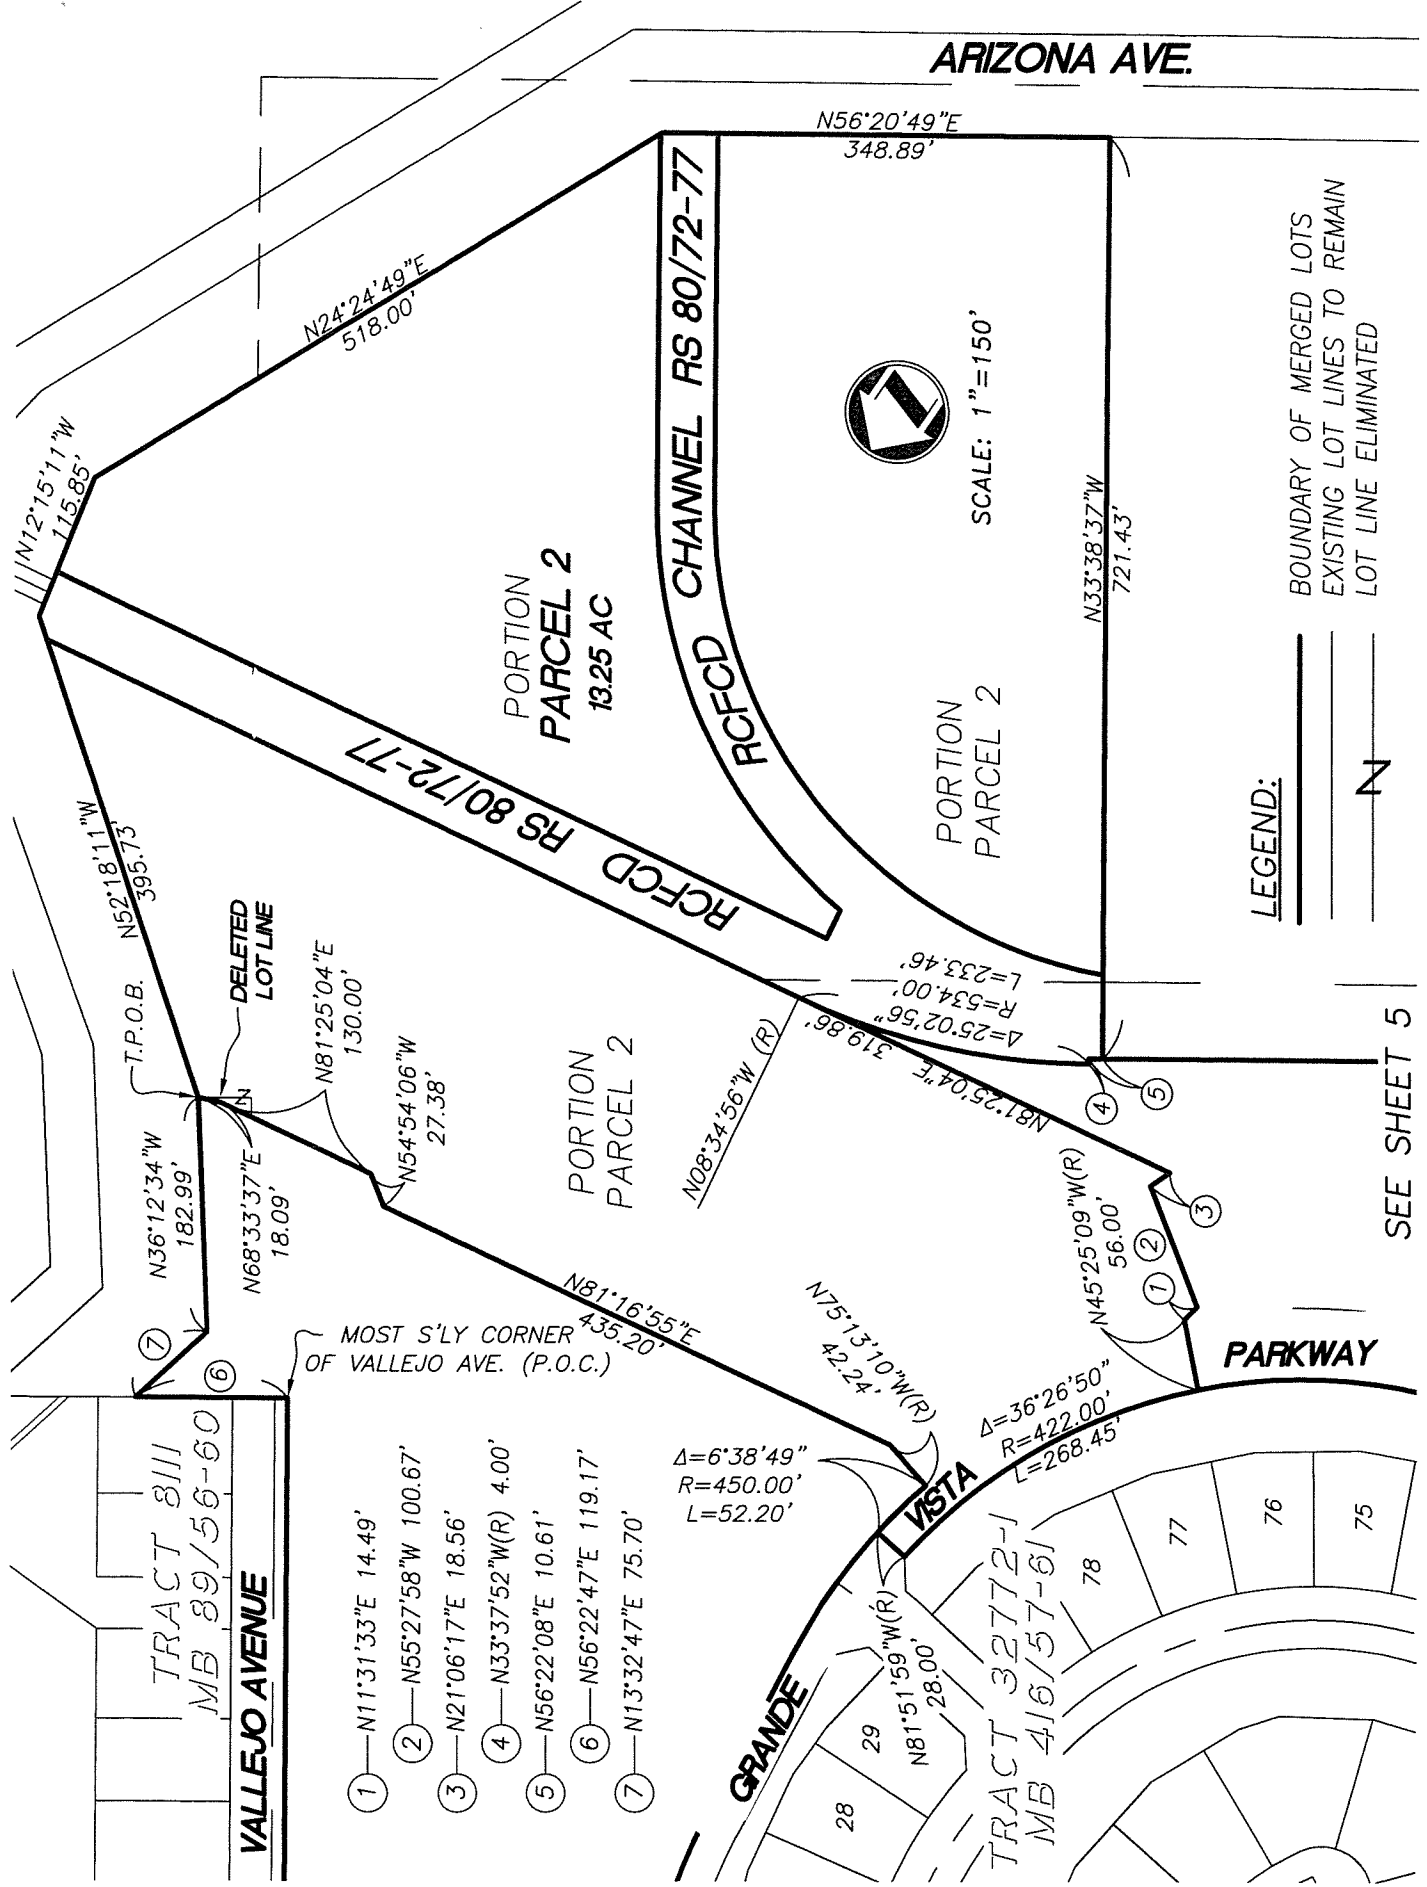 ARIZONA AVE.
N56°20'49"E
348.89'
N24°24'49"E
518.00'
N12°15'11"W
115.85'
RCFCD CHANNEL RS 80/72-77
SCALE: 1"=150'
N33°38'37"W
721.43'
PORTION
PARCEL 2
13.25 AC
PORTION
PARCEL 2
RCFCD RS 80/72-77
N52°18'11"W
395.73'
T.P.O.B.
DELETED
LOT LINE
N81°25'04"E
130.00'
N54°54'06"W
27.38'
N36°12'34"W
182.99'
N68°33'37"E
18.09'
PORTION
PARCEL 2
N08°34'56"W (R)
Δ=25°02'56"
R=534.00'
L=233.46'
N81°25'04"E
319.86'
4
5
3
N45°25'09"W(R)
56.00'
2
1
7
6
MOST S'LY CORNER
OF VALLEJO AVE. (P.O.C.)
N81°16'55"E
435.20'
N75°13'10"W(R)
42.24'
Δ=6°38'49"
R=450.00'
L=52.20'
Δ=36°26'50"
R=422.00'
L=268.45'
GRANDE
VISTA
PARKWAY
N81°51'59"W(R)
28.00'
TRACT 8111
MB 89/56-60
VALLEJO AVENUE
1 N11°31'33"E 14.49'
2 N55°27'58"W 100.67'
3 N21°06'17"E 18.56'
4 N33°37'52"W(R) 4.00'
5 N56°22'08"E 10.61'
6 N56°22'47"E 119.17'
7 N13°32'47"E 75.70'
TRACT 32772-1
MB 416/57-61
28
29
78
77
76
75
LEGEND:
BOUNDARY OF MERGED LOTS
EXISTING LOT LINES TO REMAIN
LOT LINE ELIMINATED
SEE SHEET 5